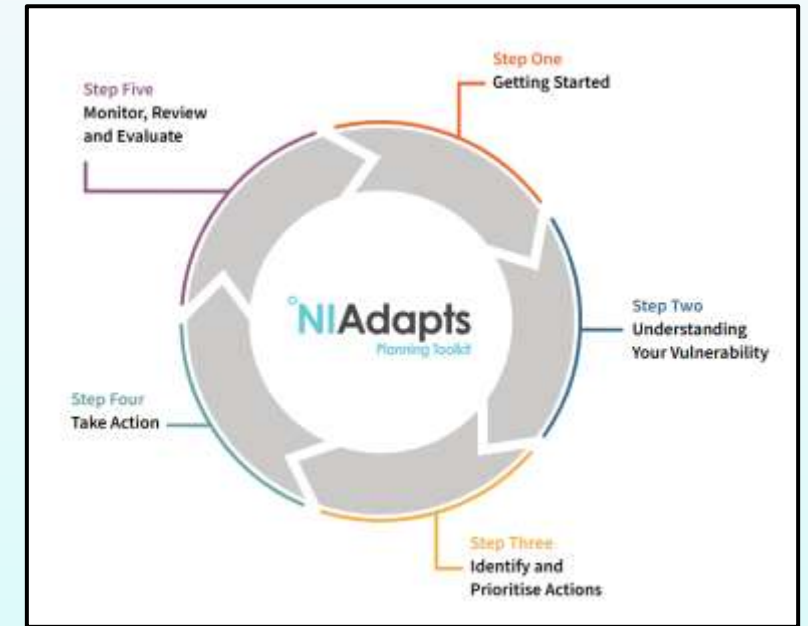 Step One
Getting Started
Step Two
Understanding
Your Vulnerability
Step Three
Identify and
Prioritise Actions
Step Four
Take Action
Step Five
Monitor, Review
and Evaluate
°NIAdapts
Planning Toolkit